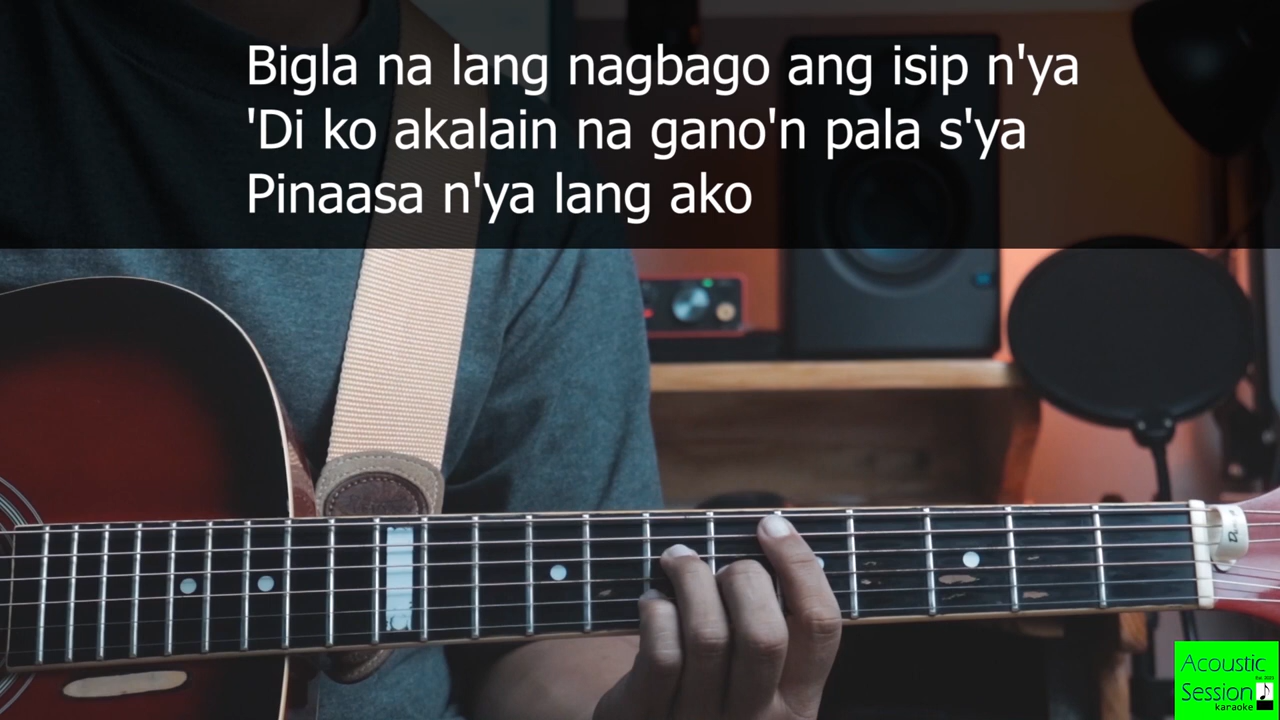 Bigla na lang nagbago ang isip n'ya
'Di ko akalain na gano'n pala s'ya
Pinaasa n'ya lang ako
Acoustic
Session
karaoke